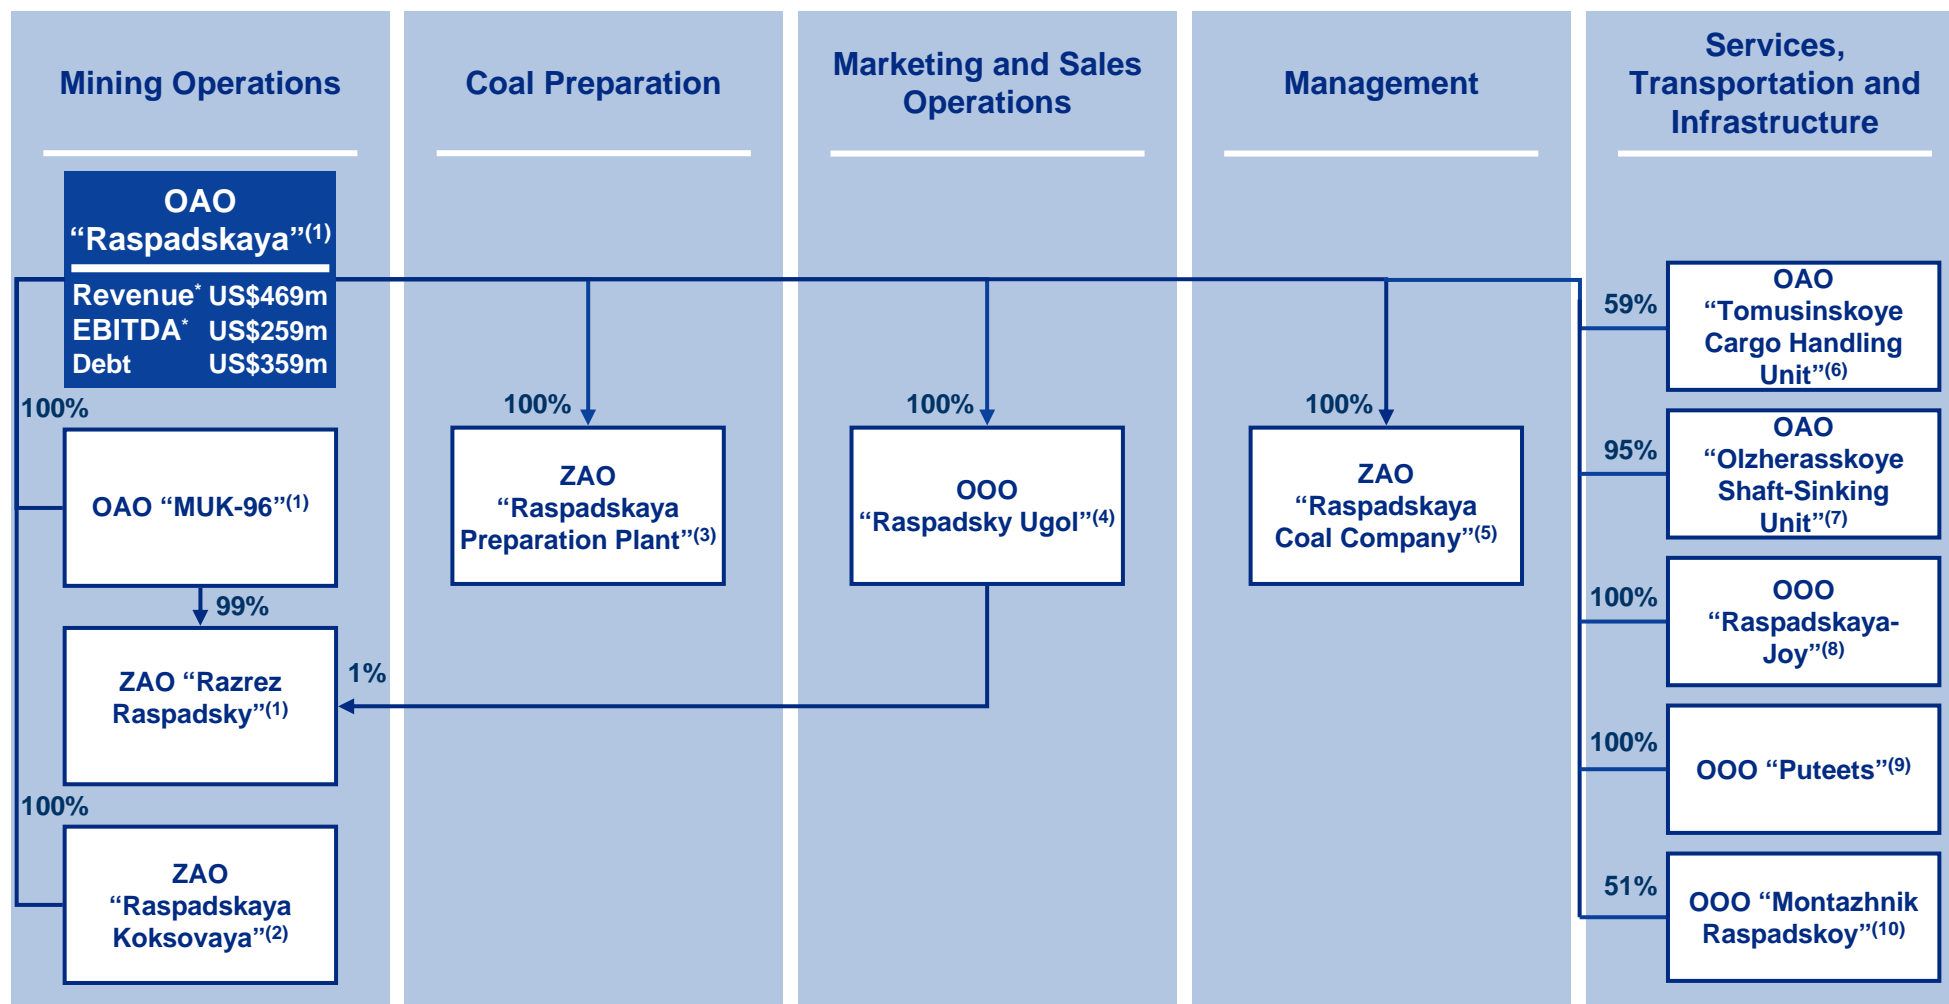 Mining Operations
Coal Preparation
Marketing and Sales
Operations
Management
Services,
Transportation and
Infrastructure
OAO
“Raspadskaya”(1)
Revenue* US$469m
EBITDA* US$259m
Debt US$359m
100%
OAO “MUK-96”(1)
99%
ZAO “Razrez
Raspadsky”(1)
1%
100%
ZAO
“Raspadskaya
Koksovaya”(2)
100%
ZAO
“Raspadskaya
Preparation Plant”(3)
100%
OOO
“Raspadsky Ugol”(4)
100%
ZAO
“Raspadskaya
Coal Company”(5)
59%
OAO
“Tomusinskoye
Cargo Handling
Unit”(6)
95%
OAO
“Olzherasskoye
Shaft-Sinking
Unit”(7)
100%
OOO
“Raspadskaya-
Joy”(8)
100%
OOO “Puteets”(9)
51%
OOO “Montazhnik
Raspadskoy”(10)